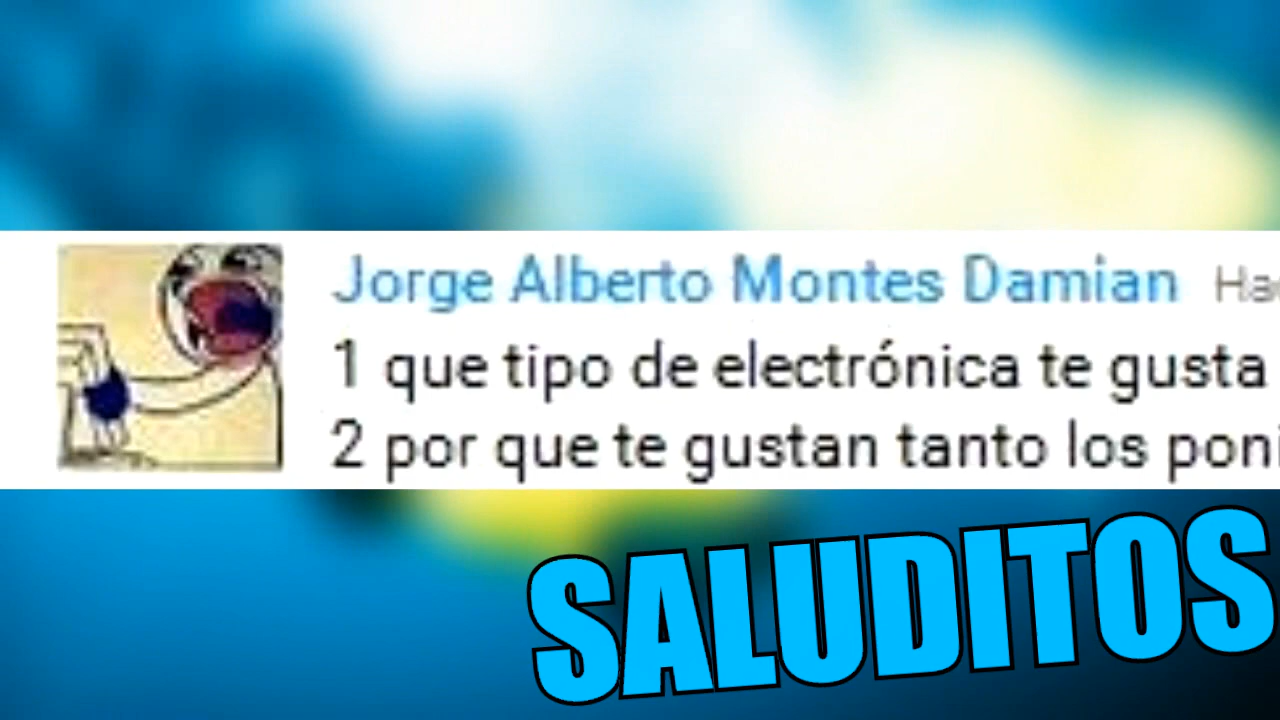 Jorge Alberto Montes Damian
1 que tipo de electrónica te gusta
2 por que te gustan tanto los
SALUDITOS